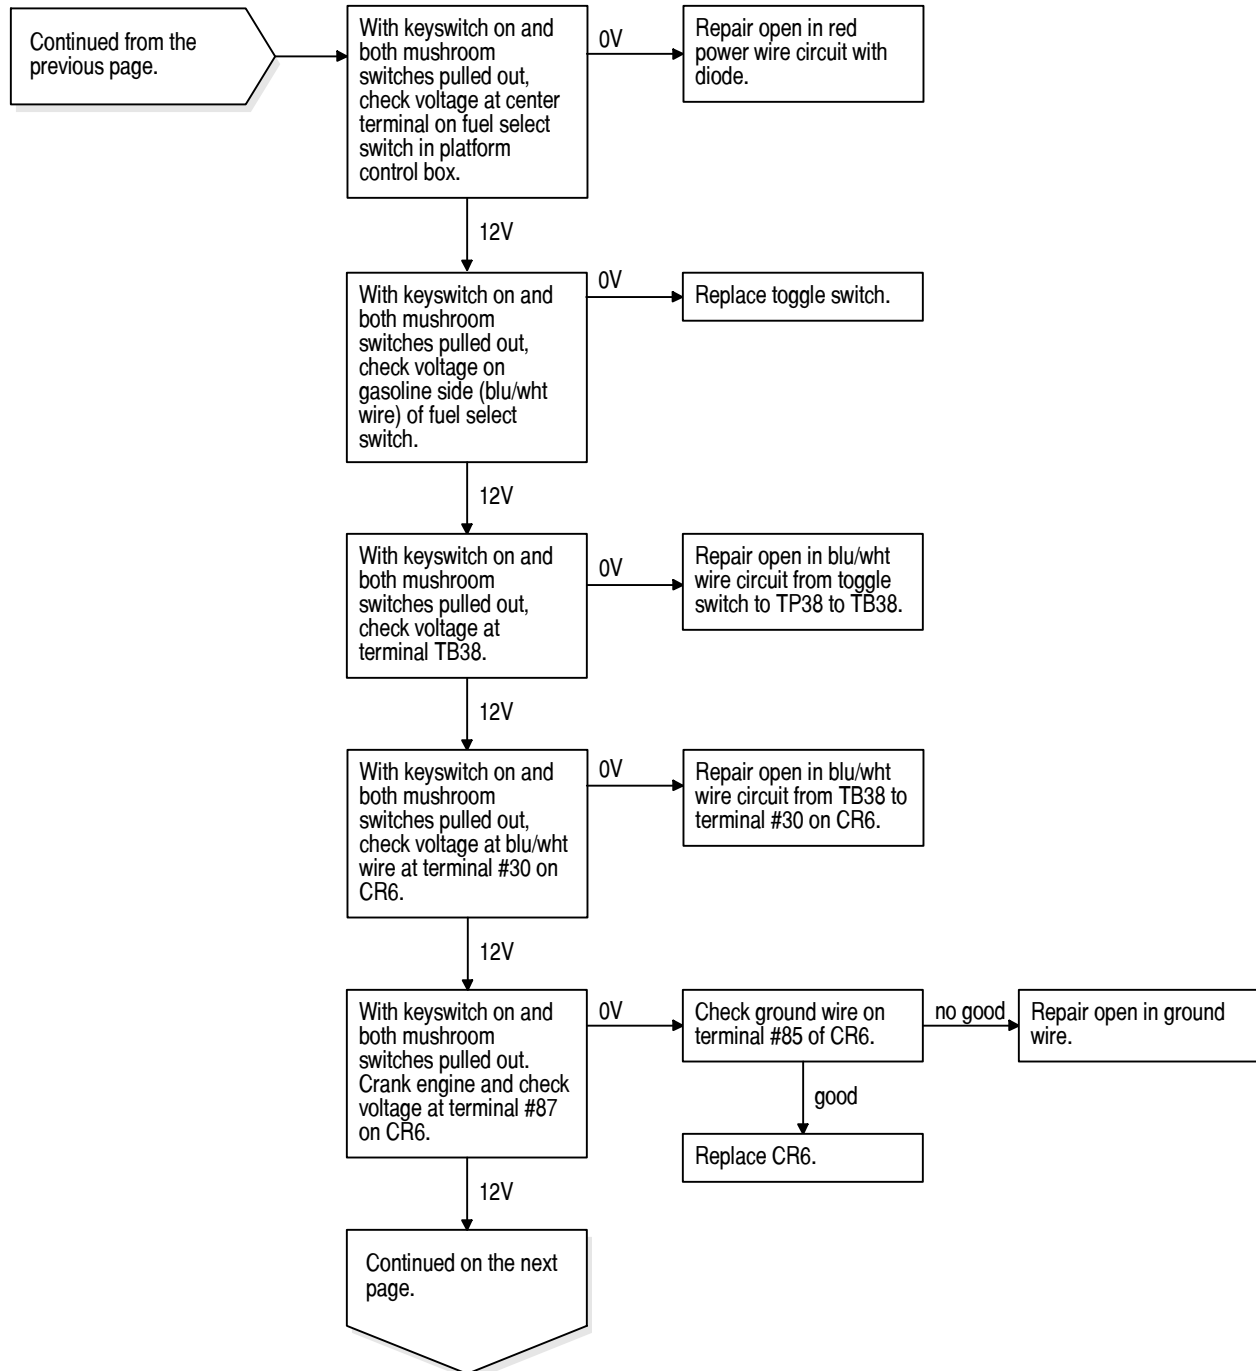 Continued from the
previous page.
With keyswitch on and
both mushroom
switches pulled out,
check voltage at center
terminal on fuel select
switch in platform
control box.
0V
Repair open in red
power wire circuit with
diode.
12V
With keyswitch on and
both mushroom
switches pulled out,
check voltage on
gasoline side (blu/wht
wire) of fuel select
switch.
0V
Replace toggle switch.
12V
With keyswitch on and
both mushroom
switches pulled out,
check voltage at
terminal TB38.
0V
Repair open in blu/wht
wire circuit from toggle
switch to TP38 to TB38.
12V
With keyswitch on and
both mushroom
switches pulled out,
check voltage at blu/wht
wire at terminal #30 on
CR6.
0V
Repair open in blu/wht
wire circuit from TB38 to
terminal #30 on CR6.
12V
With keyswitch on and
both mushroom
switches pulled out.
Crank engine and check
voltage at terminal #87
on CR6.
0V
Check ground wire on
terminal #85 of CR6.
no good
Repair open in ground
wire.
good
Replace CR6.
12V
Continued on the next
page.